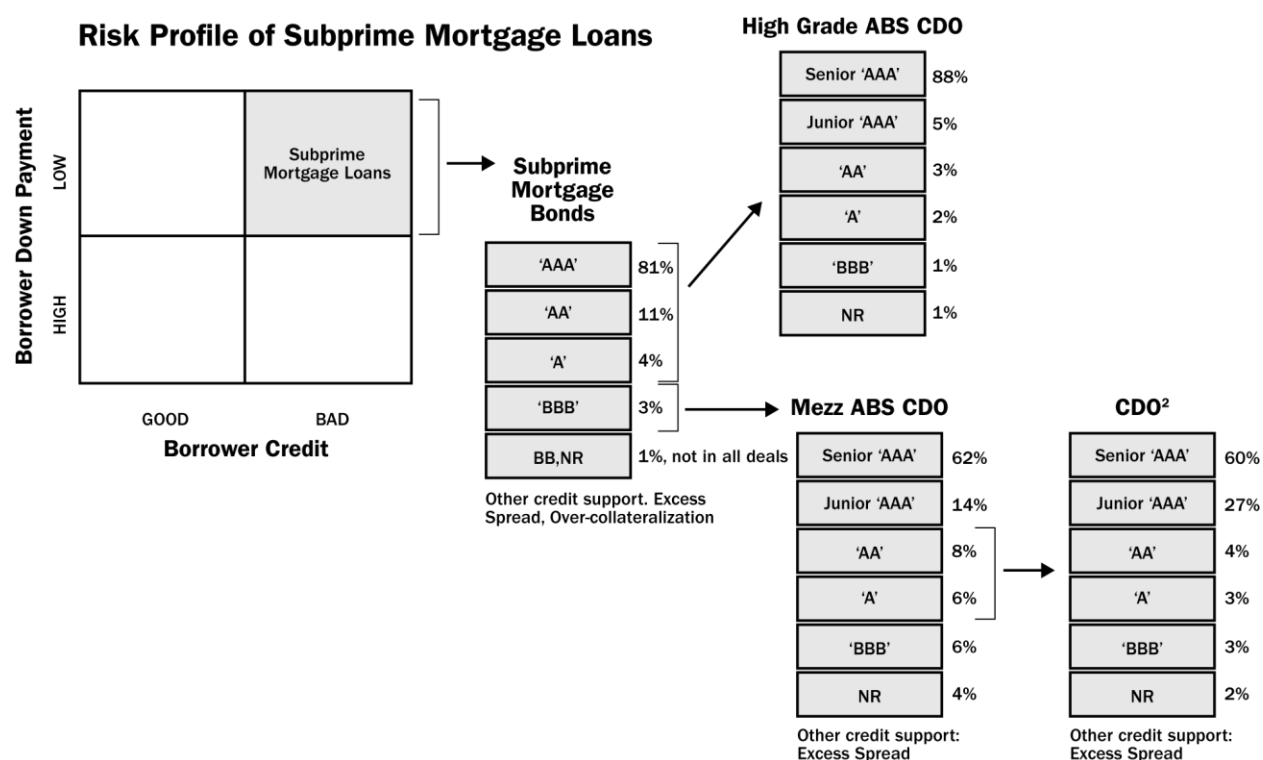 Risk Profile of Subprime Mortgage Loans
Borrower Down Payment
LOW
HIGH
Subprime
Mortgage Loans
GOOD
BAD
Borrower Credit
Subprime
Mortgage
Bonds
‘AAA’ 81%
‘AA’ 11%
‘A’ 4%
‘BBB’ 3%
BB,NR 1%, not in all deals
Other credit support. Excess
Spread, Over-collateralization
High Grade ABS CDO
Senior ‘AAA’ 88%
Junior ‘AAA’ 5%
‘AA’ 3%
‘A’ 2%
‘BBB’ 1%
NR 1%
Mezz ABS CDO
Senior ‘AAA’ 62%
Junior ‘AAA’ 14%
‘AA’ 8%
‘A’ 6%
‘BBB’ 6%
NR 4%
Other credit support:
Excess Spread
CDO²
Senior ‘AAA’ 60%
Junior ‘AAA’ 27%
‘AA’ 4%
‘A’ 3%
‘BBB’ 3%
NR 2%
Other credit support:
Excess Spread